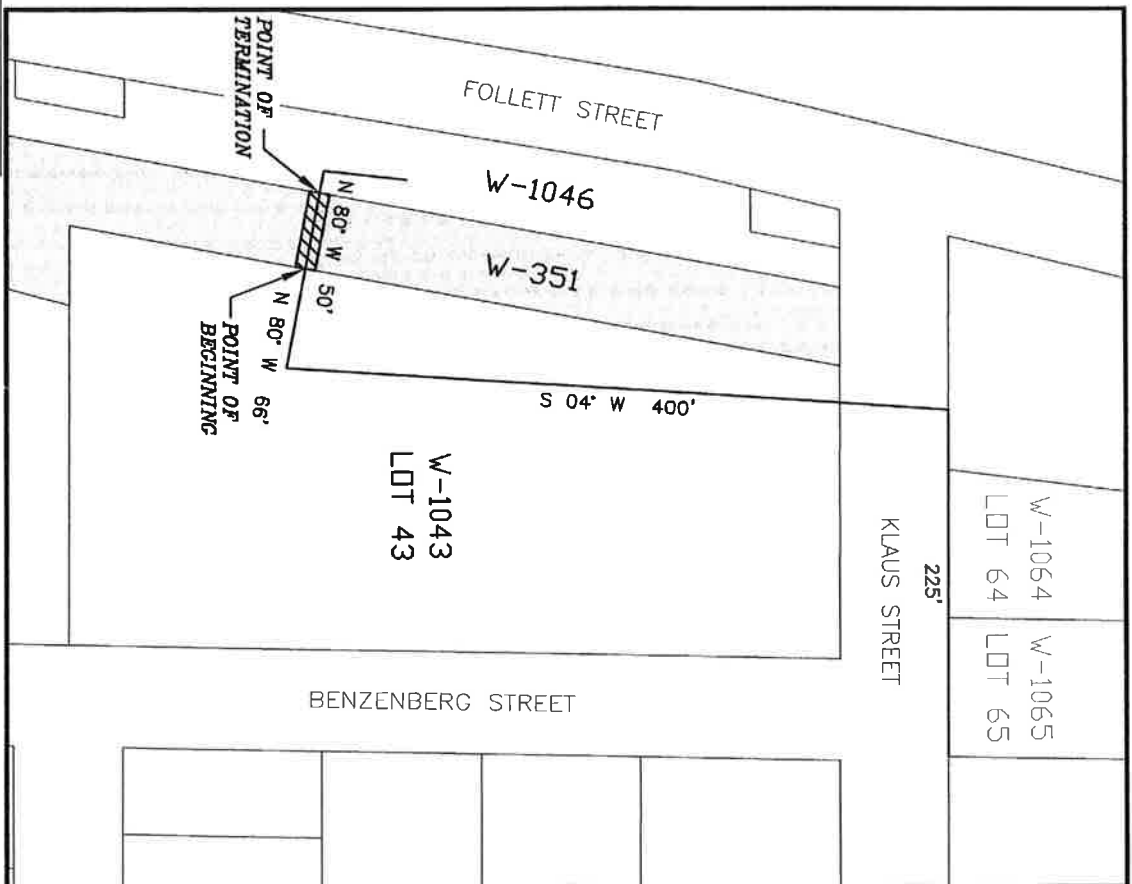 FOLLETT STREET
POINT OF
TERMINATION
W-1046
W-351
N 80° W 50'
N 80° W 66'
POINT OF
BEGINNING
S 04° W 400'
W-1043
LOT 43
KLAUS STREET
225'
W-1064
LOT 64
W-1065
LOT 65
BENZENBERG STREET